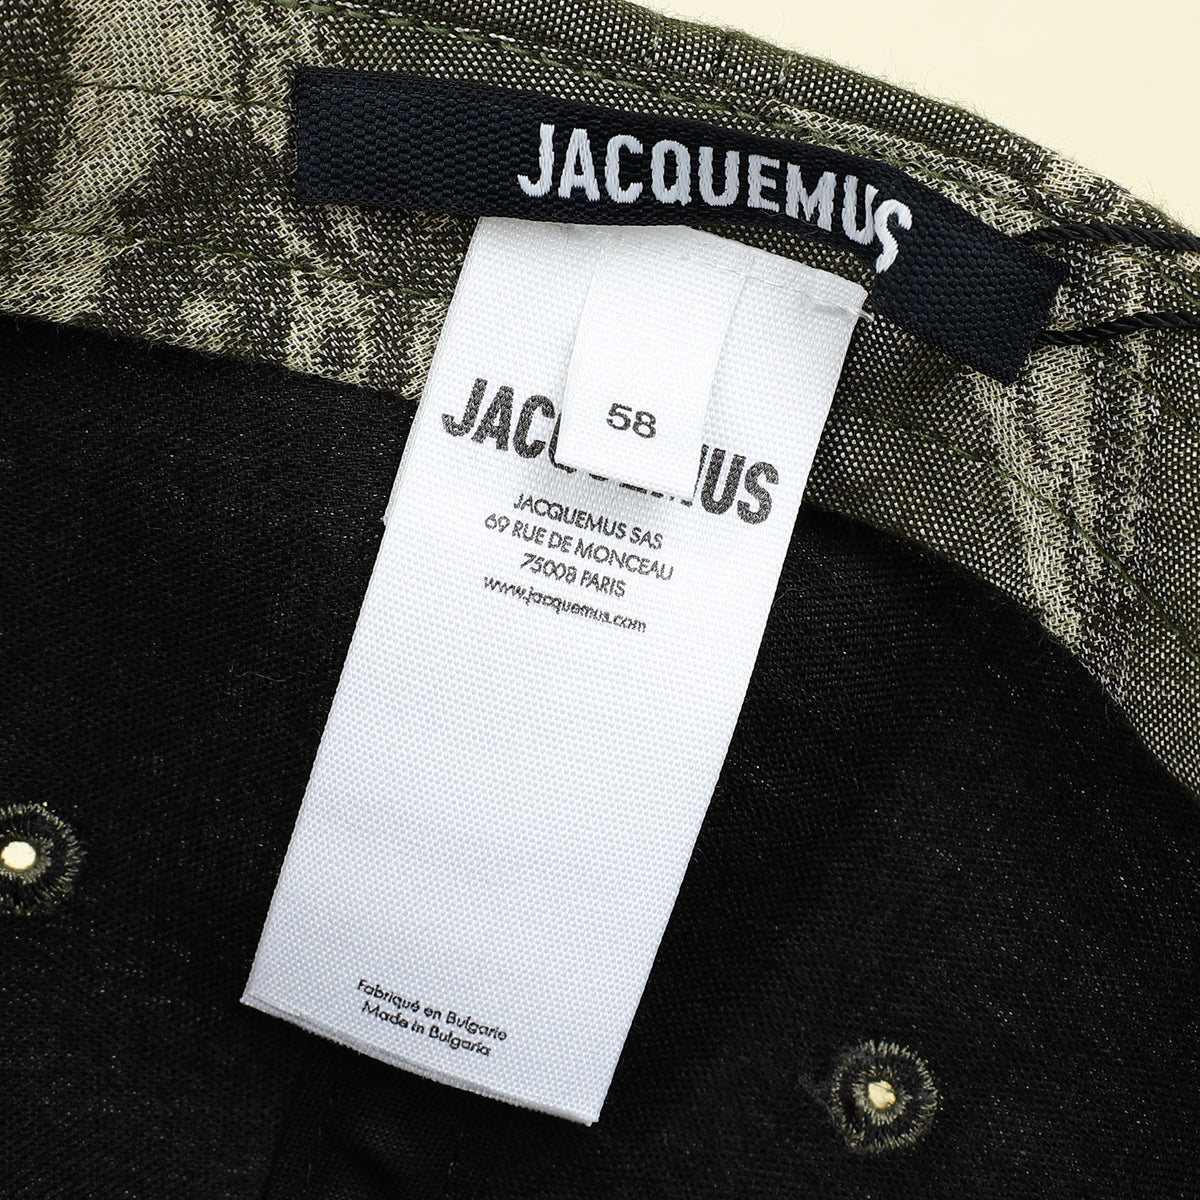 JACQUEMUS
58
JACQUEMUS
JACQUEMUS SAS
69 RUE DE MONCEAU
75008 PARIS
www.jacquemus.com
Fabriqué en Bulgarie
Made in Bulgaria